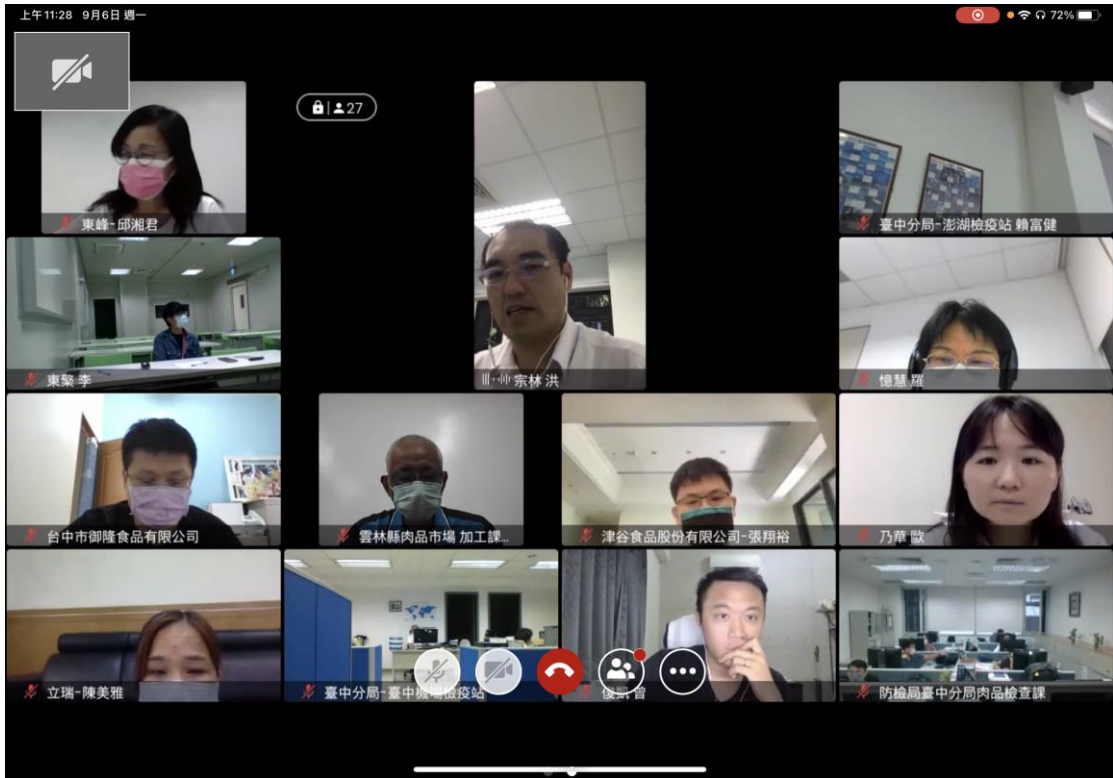 上午11:28 9月6日 週一
72%
27
東峰-邱湘君
宗林 洪
臺中分局-澎湖檢疫站 賴富健
東縈 李
憶慧 羅
台中市御隆食品有限公司
雲林縣肉品市場 加工課...
津谷食品股份有限公司-張翔裕
乃華 歐
立瑞-陳美雅
臺中分局-臺中機場檢疫站
俊凱 曾
防檢局臺中分局肉品檢查課